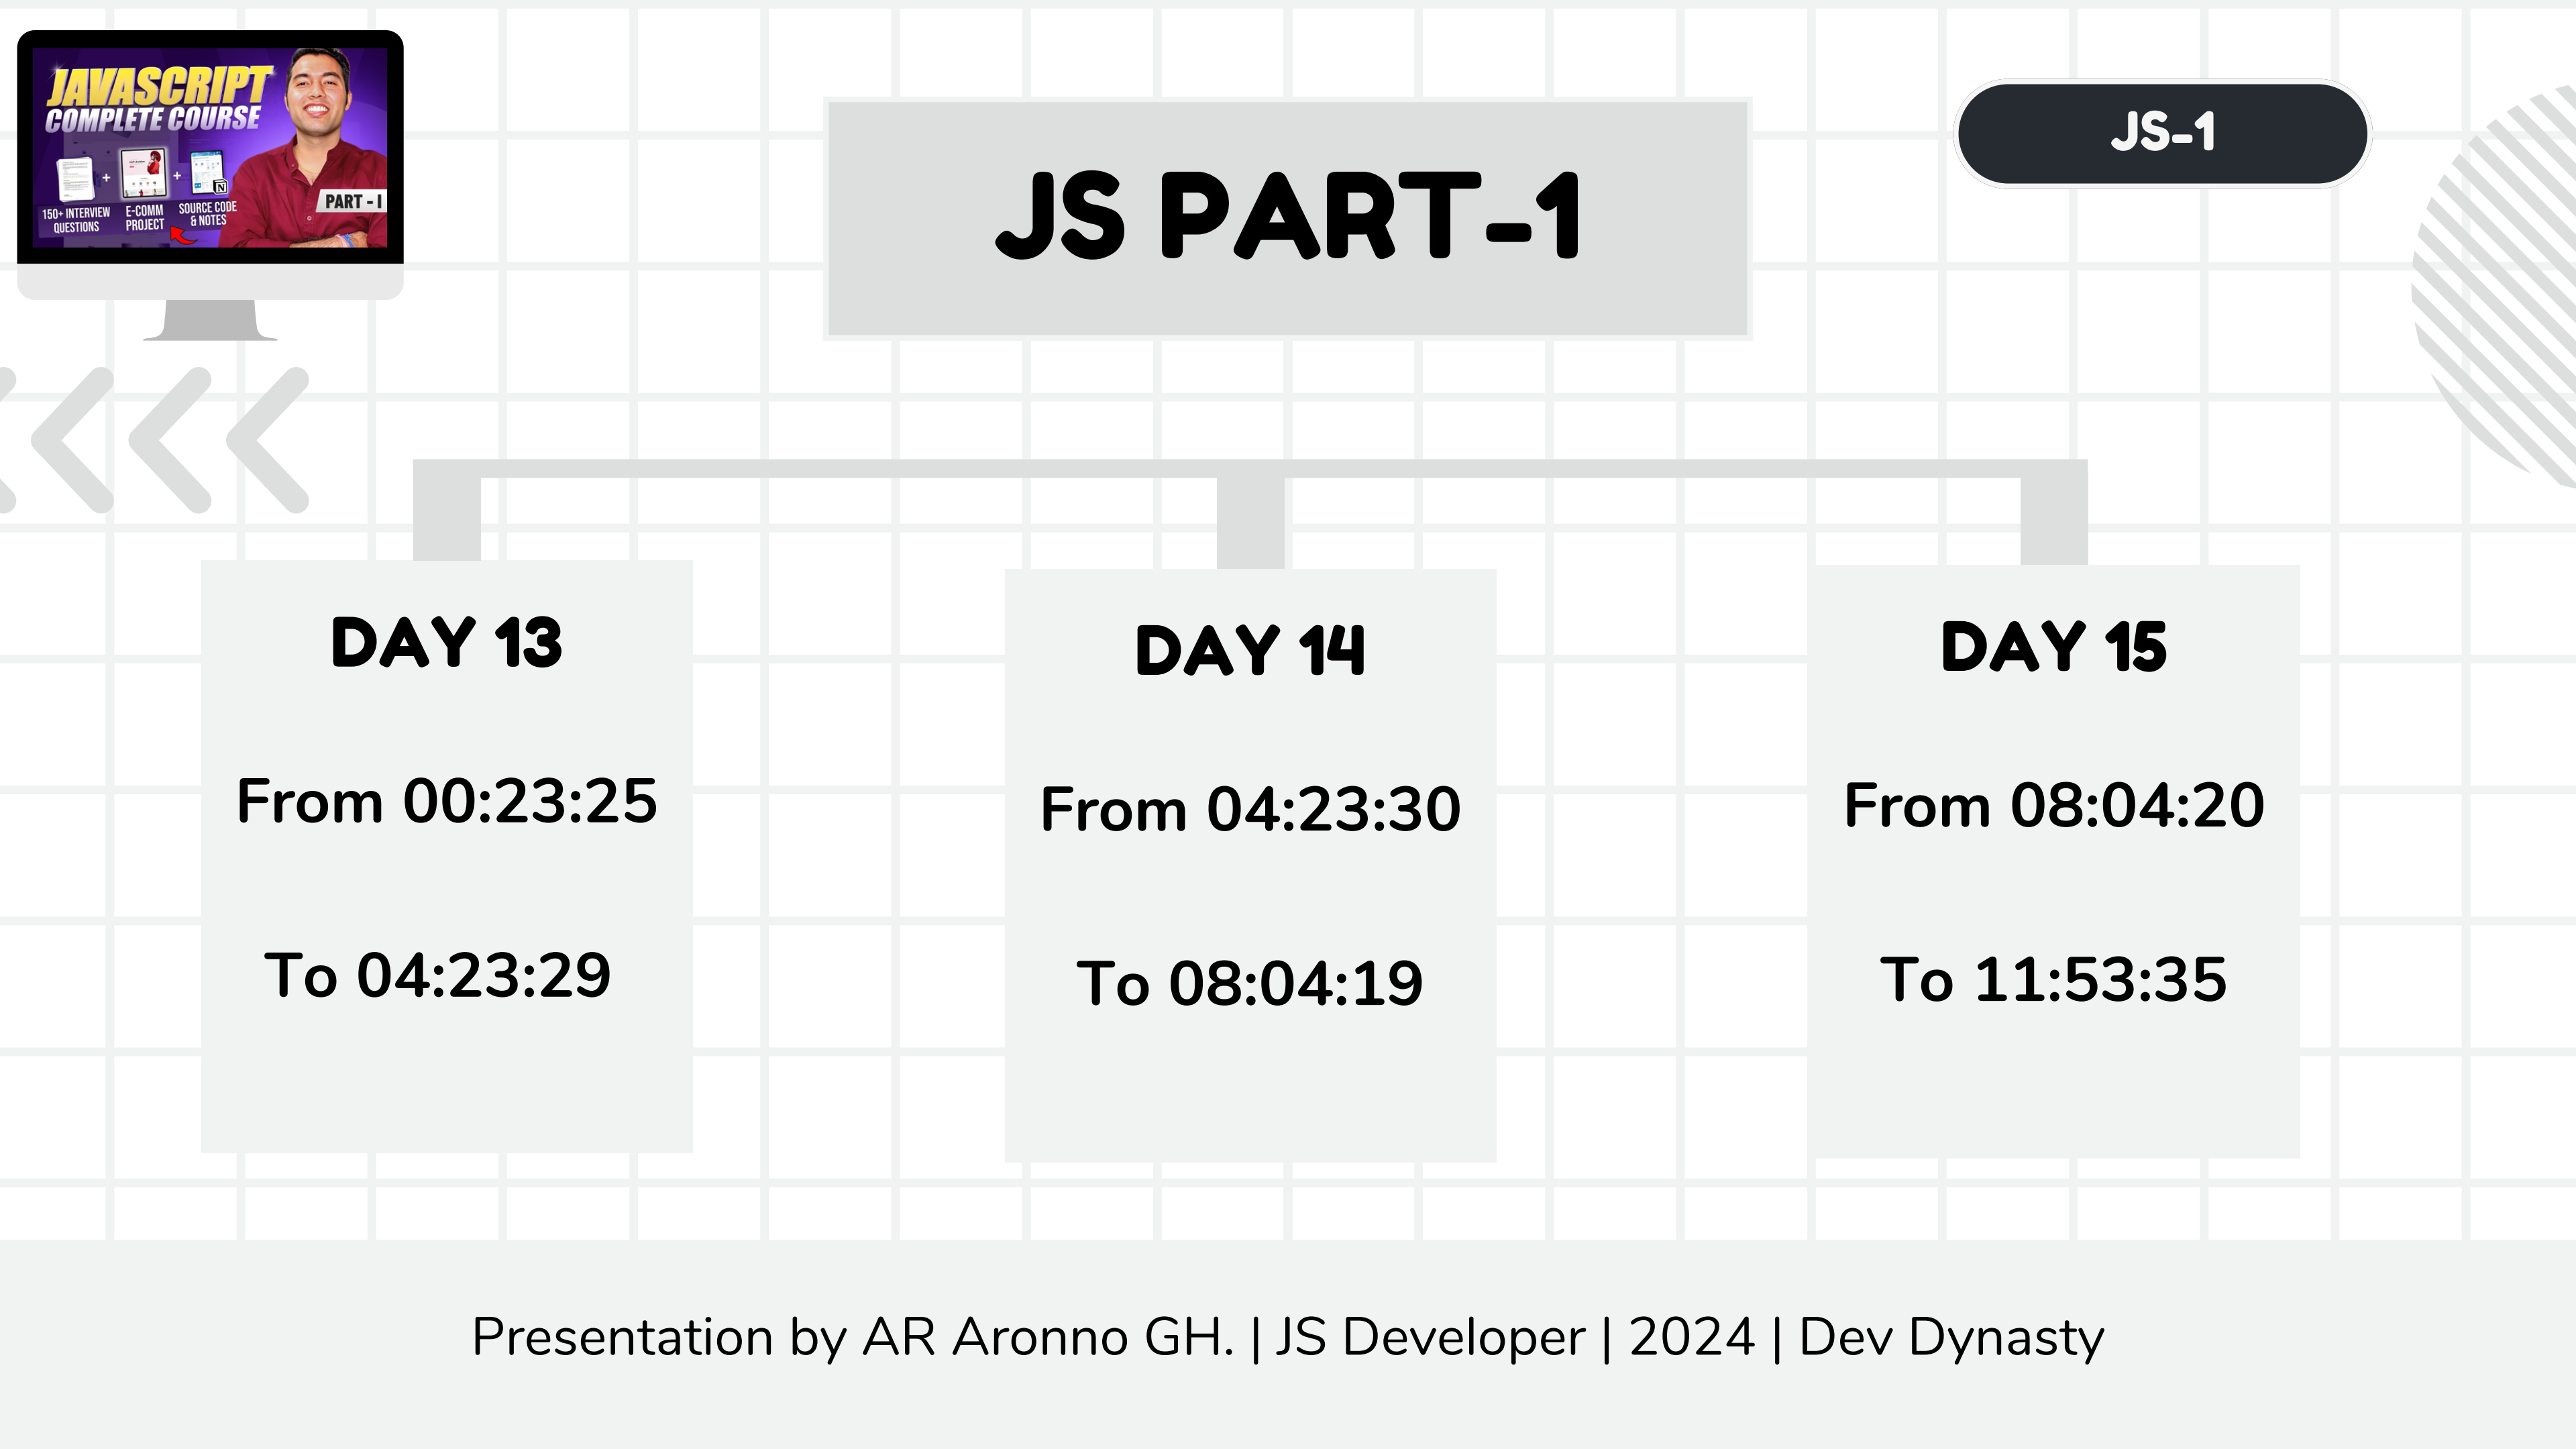 JAVASCRIPT
COMPLETE COURSE
+
+
N
150+ INTERVIEW
QUESTIONS
E-COMM
PROJECT
SOURCE CODE
& NOTES
PART - I
JS PART-1
JS-1
DAY 13
From 00:23:25
To 04:23:29
DAY 14
From 04:23:30
To 08:04:19
DAY 15
From 08:04:20
To 11:53:35
Presentation by AR Aronno GH. | JS Developer | 2024 | Dev Dynasty